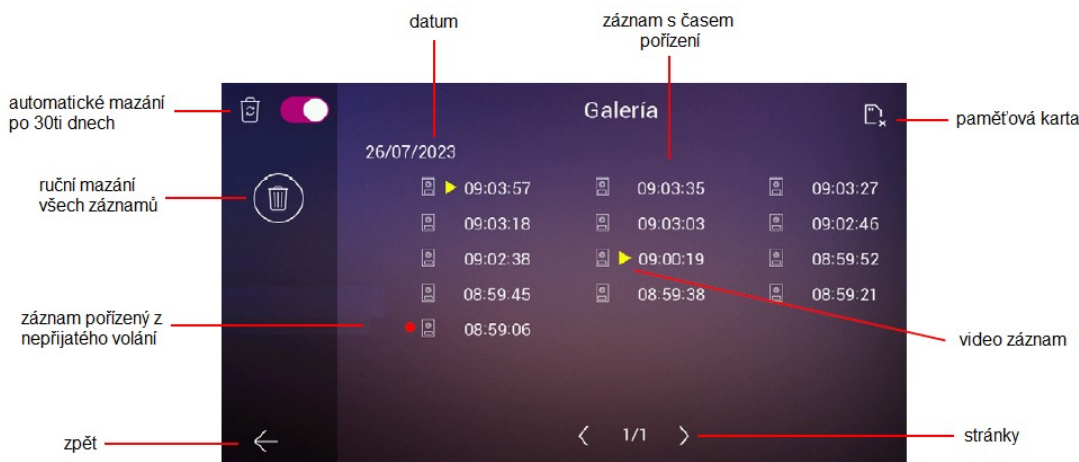 datum
záznam s časem
pořízení
automatické mazání
po 30ti dnech
Galería
paměťová karta
26/07/2023
ruční mazání
všech záznamů
09:03:57 09:03:35 09:03:27
09:03:18 09:03:03 09:02:46
09:02:38 09:00:19 08:59:52
08:59:45 08:59:38 08:59:21
záznam pořízený z
nepřijatého volání
08:59:06
video záznam
zpět
1/1
stránky